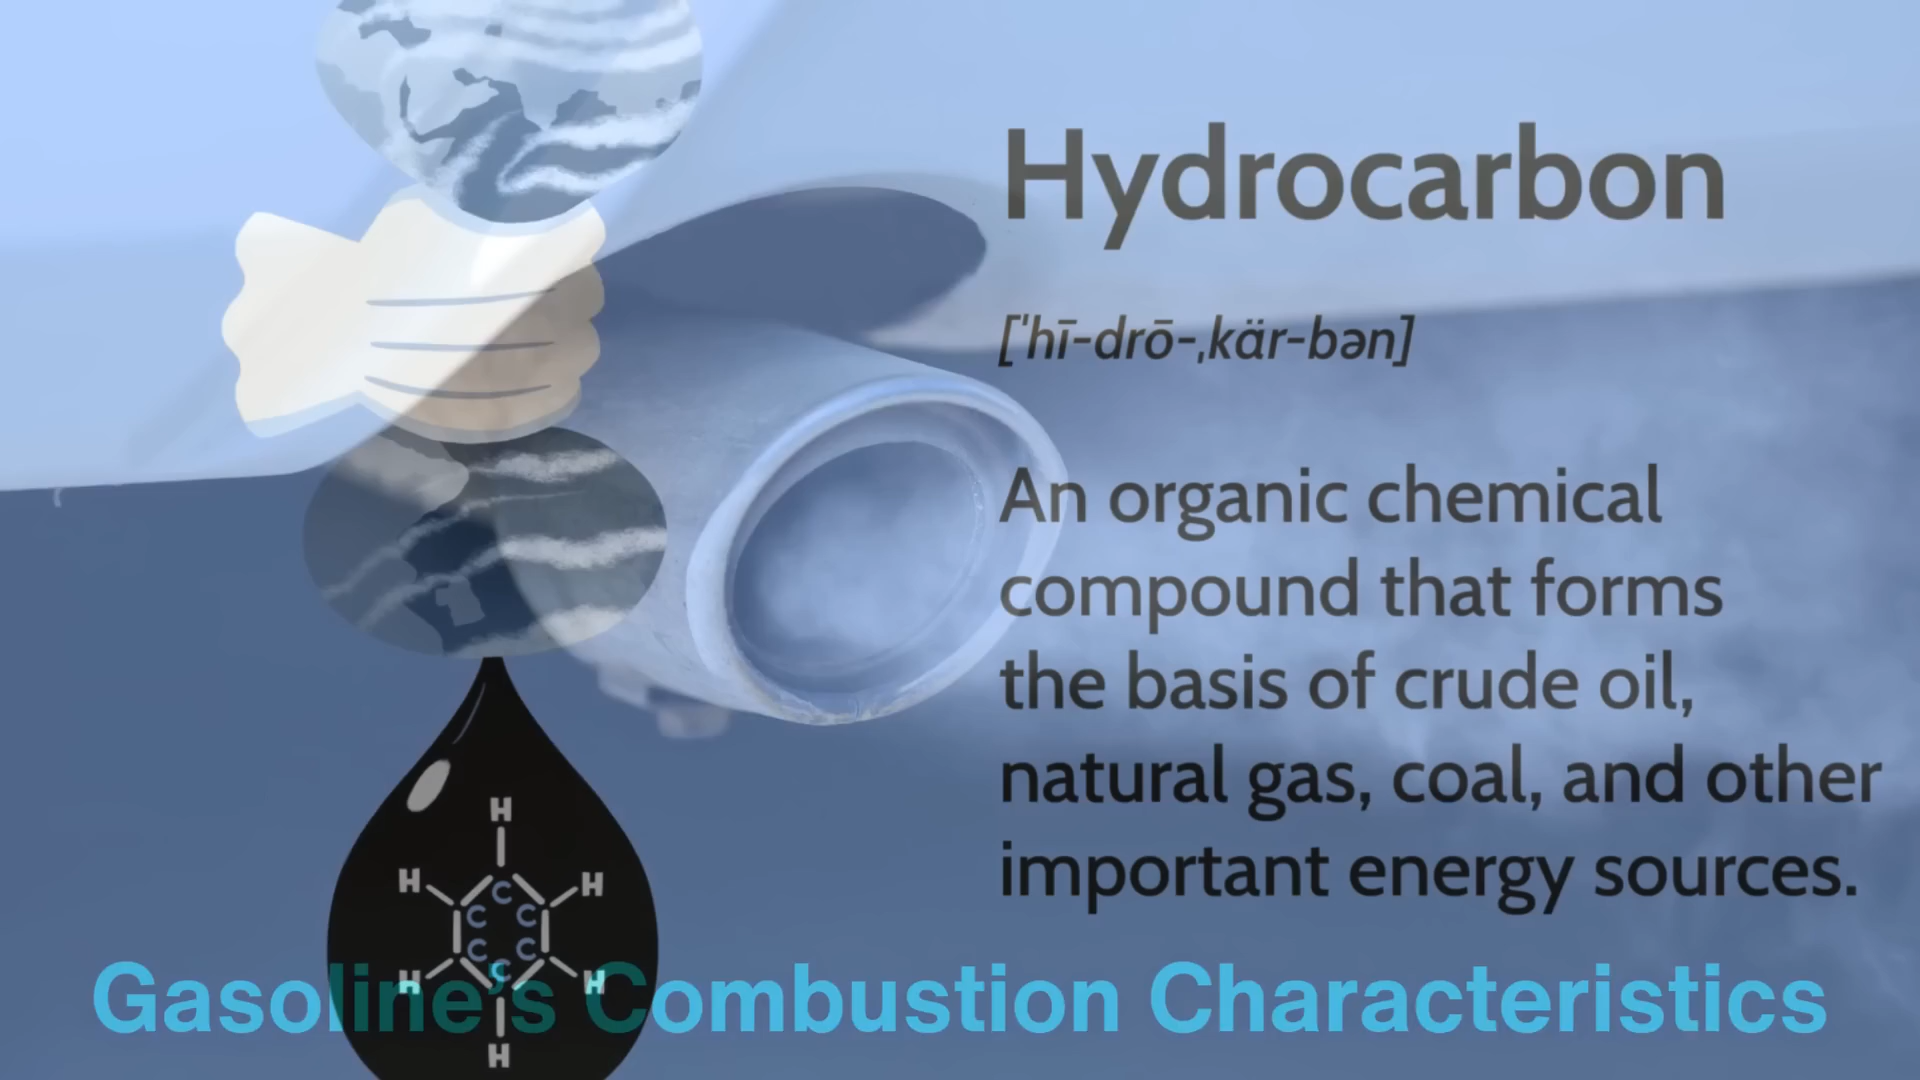 Hydrocarbon
[ˈhī-drō-ˌkär-bən]
An organic chemical
compound that forms
the basis of crude oil,
natural gas, coal, and other
important energy sources.
H
H H
C
C C
C C
C
H H
H
Gasoline's Combustion Characteristics